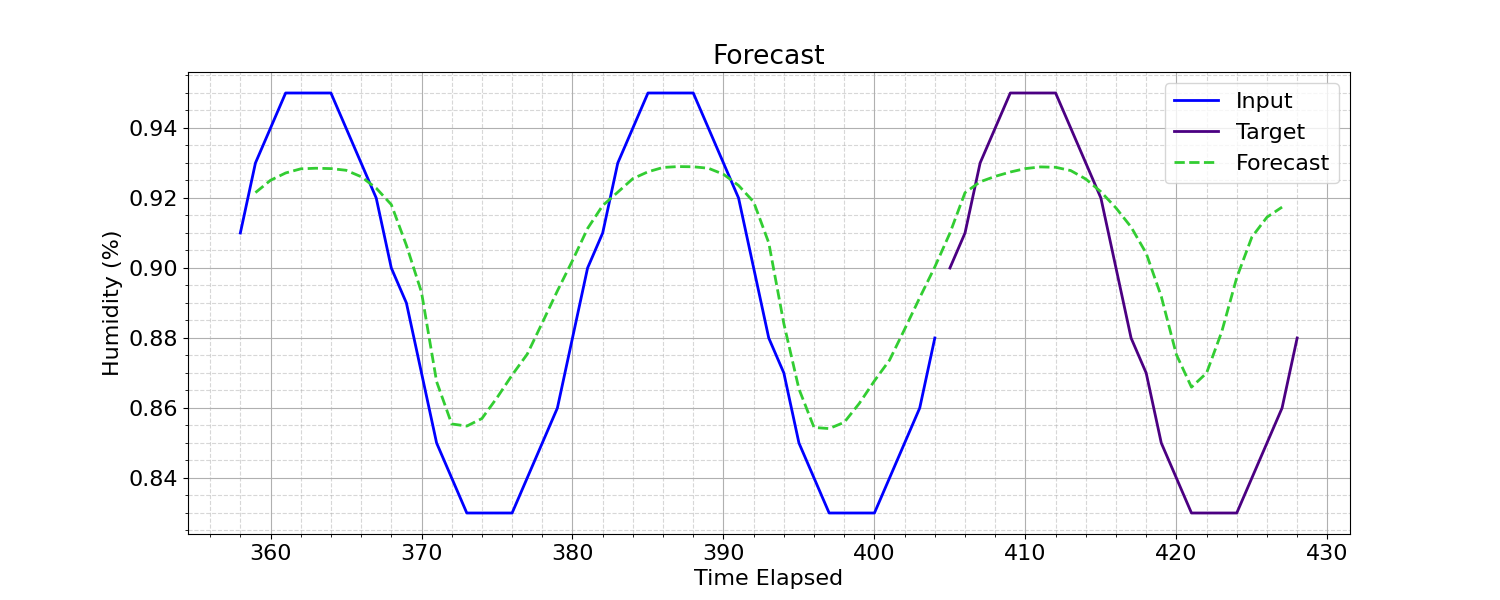 Forecast
Humidity (%)
0.94
0.92
0.90
0.88
0.86
0.84
Input
Target
Forecast
360 370 380 390 400 410 420 430
Time Elapsed